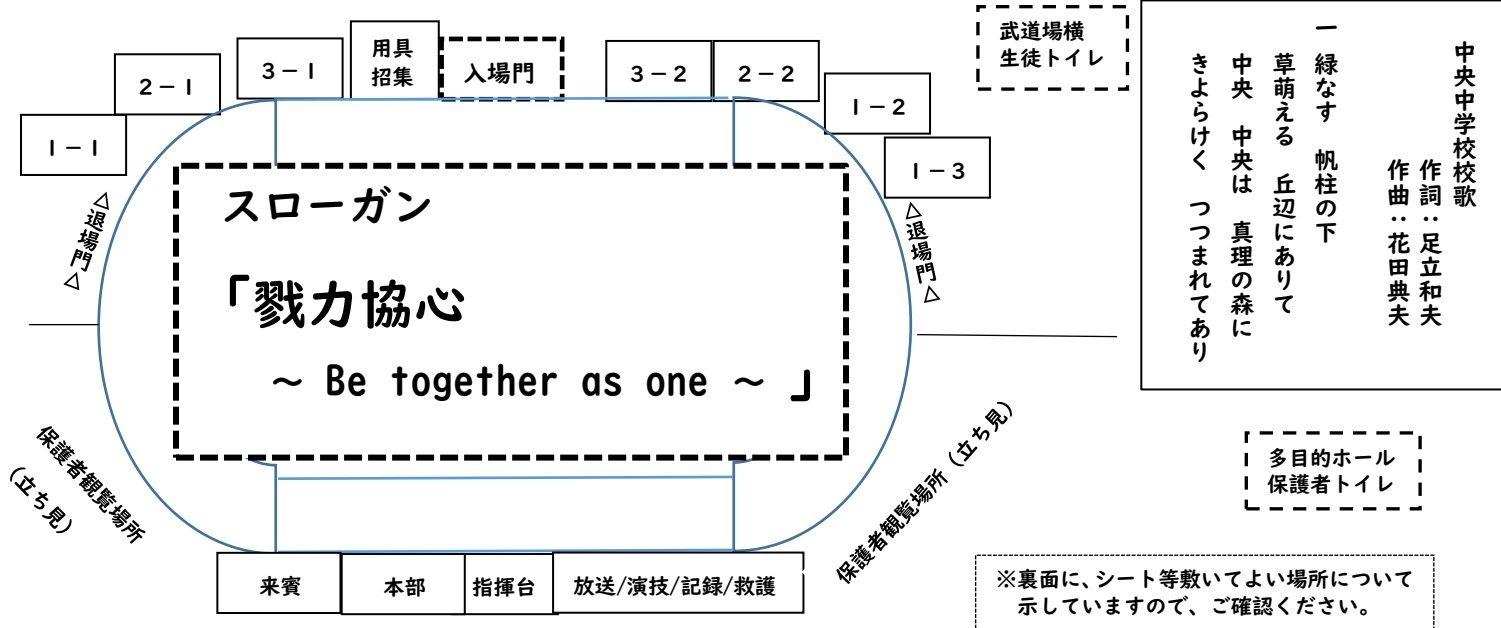 用具
招集
入場門
3－1
3－2
2－2
2－1
1－2
1－1
1－3
△退場門△
△退場門△
スローガン
「戮力協心
～ Be together as one ～ 」
保護者観覧場所
(立ち見)
保護者観覧場所 (立ち見)
来賓
本部
指揮台
放送/演技/記録/救護
武道場横
生徒トイレ
中央中学校校歌
作詞：足立和夫
作曲：花田典夫
一 緑なす 帆柱の下
草萌える 丘辺にありて
中央 中央は 真理の森に
きよらけく つつまれてあり
多目的ホール
保護者トイレ
※裏面に、シート等敷いてよい場所について
示していますので、ご確認ください。